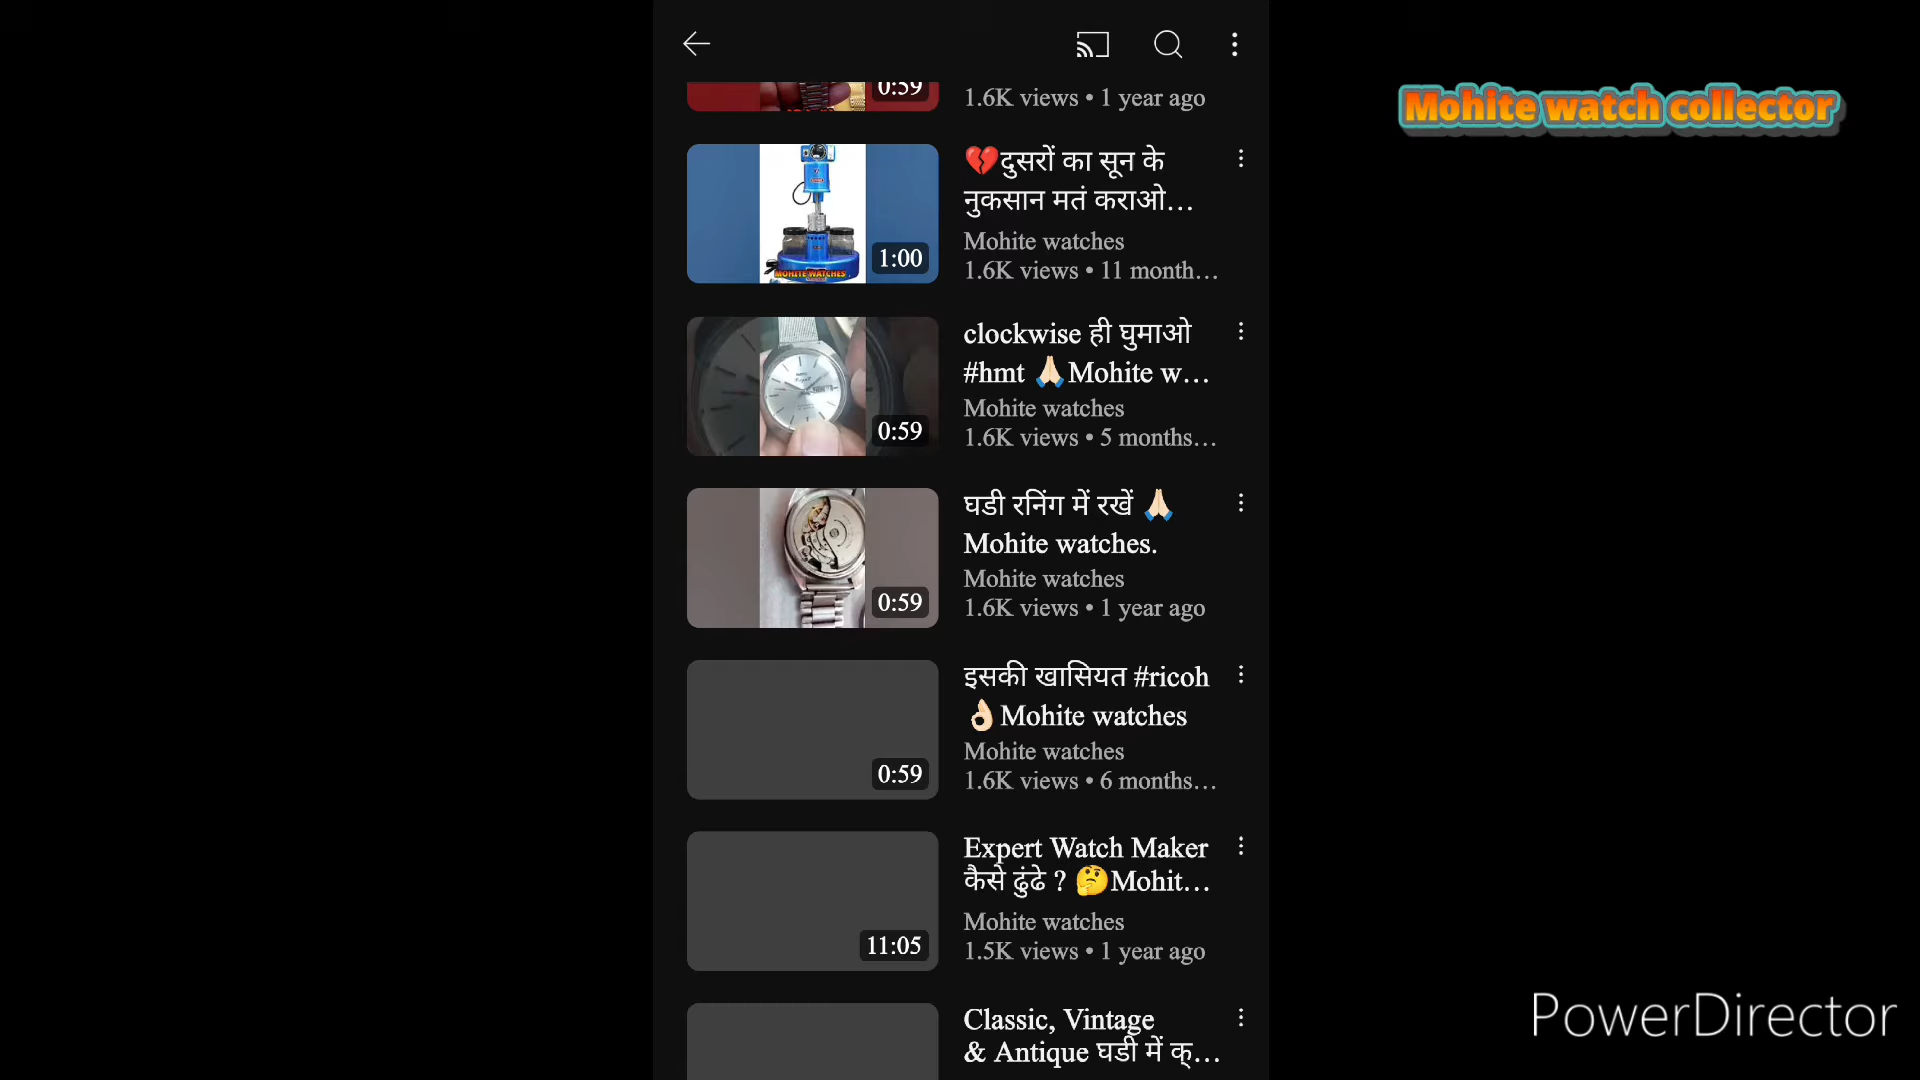 Mohite watch collector
0:59
1.6K views • 1 year ago
💔दुसरों का सून के
नुकसान मतं कराओ...
Mohite watches
1.6K views • 11 month...
MOHITE WATCHES
1:00
clockwise ही घुमाओ
#hmt 🙏🏻Mohite w...
Mohite watches
1.6K views • 5 months...
0:59
घडी रनिंग में रखें 🙏🏻
Mohite watches.
Mohite watches
1.6K views • 1 year ago
0:59
इसकी खासियत #ricoh
👌🏻Mohite watches
Mohite watches
1.6K views • 6 months...
0:59
Expert Watch Maker
कैसे ढुंढे ? 🤔Mohit...
Mohite watches
1.5K views • 1 year ago
11:05
Classic, Vintage
& Antique घडी में क्...
PowerDirector